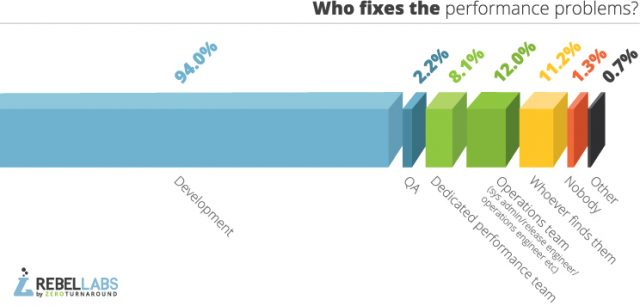 Who fixes the performance problems?
94.0%
2.2%
8.1%
12.0%
11.2%
1.3%
0.7%
Development
QA
Dedicated performance team
Operations team
(sys admin/release engineer/
operations engineer etc)
Whoever finds them
Nobody
Other
REBELLABS
by ZEROTURNAROUND